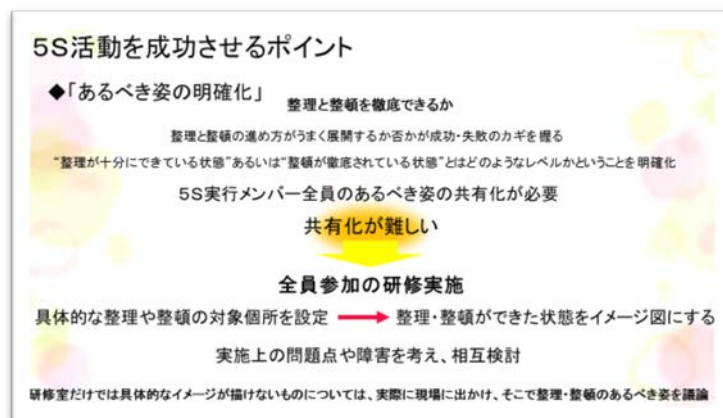 5S活動を成功させるポイント
◆「あるべき姿の明確化」
整理と整頓を徹底できるか
整理と整頓の進め方がうまく展開するか否かが成功・失敗のカギを握る
“整理が十分にできている状態”あるいは“整頓が徹底されている状態”とはどのようなレベルかということを明確化
5S実行メンバー全員のあるべき姿の共有化が必要
共有化が難しい
全員参加の研修実施
具体的な整理や整頓の対象個所を設定 → 整理・整頓ができた状態をイメージ図にする
実施上の問題点や障害を考え、相互検討
研修室だけでは具体的なイメージが描けないものについては、実際に現場に出かけ、そこで整理・整頓のあるべき姿を議論